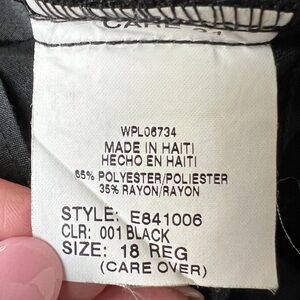 WPL06734
MADE IN HAITI
HECHO EN HAITI
65% POLYESTER/POLIESTER
35% RAYON/RAYON
STYLE: E841006
CLR: 001 BLACK
SIZE: 18 REG
(CARE OVER)